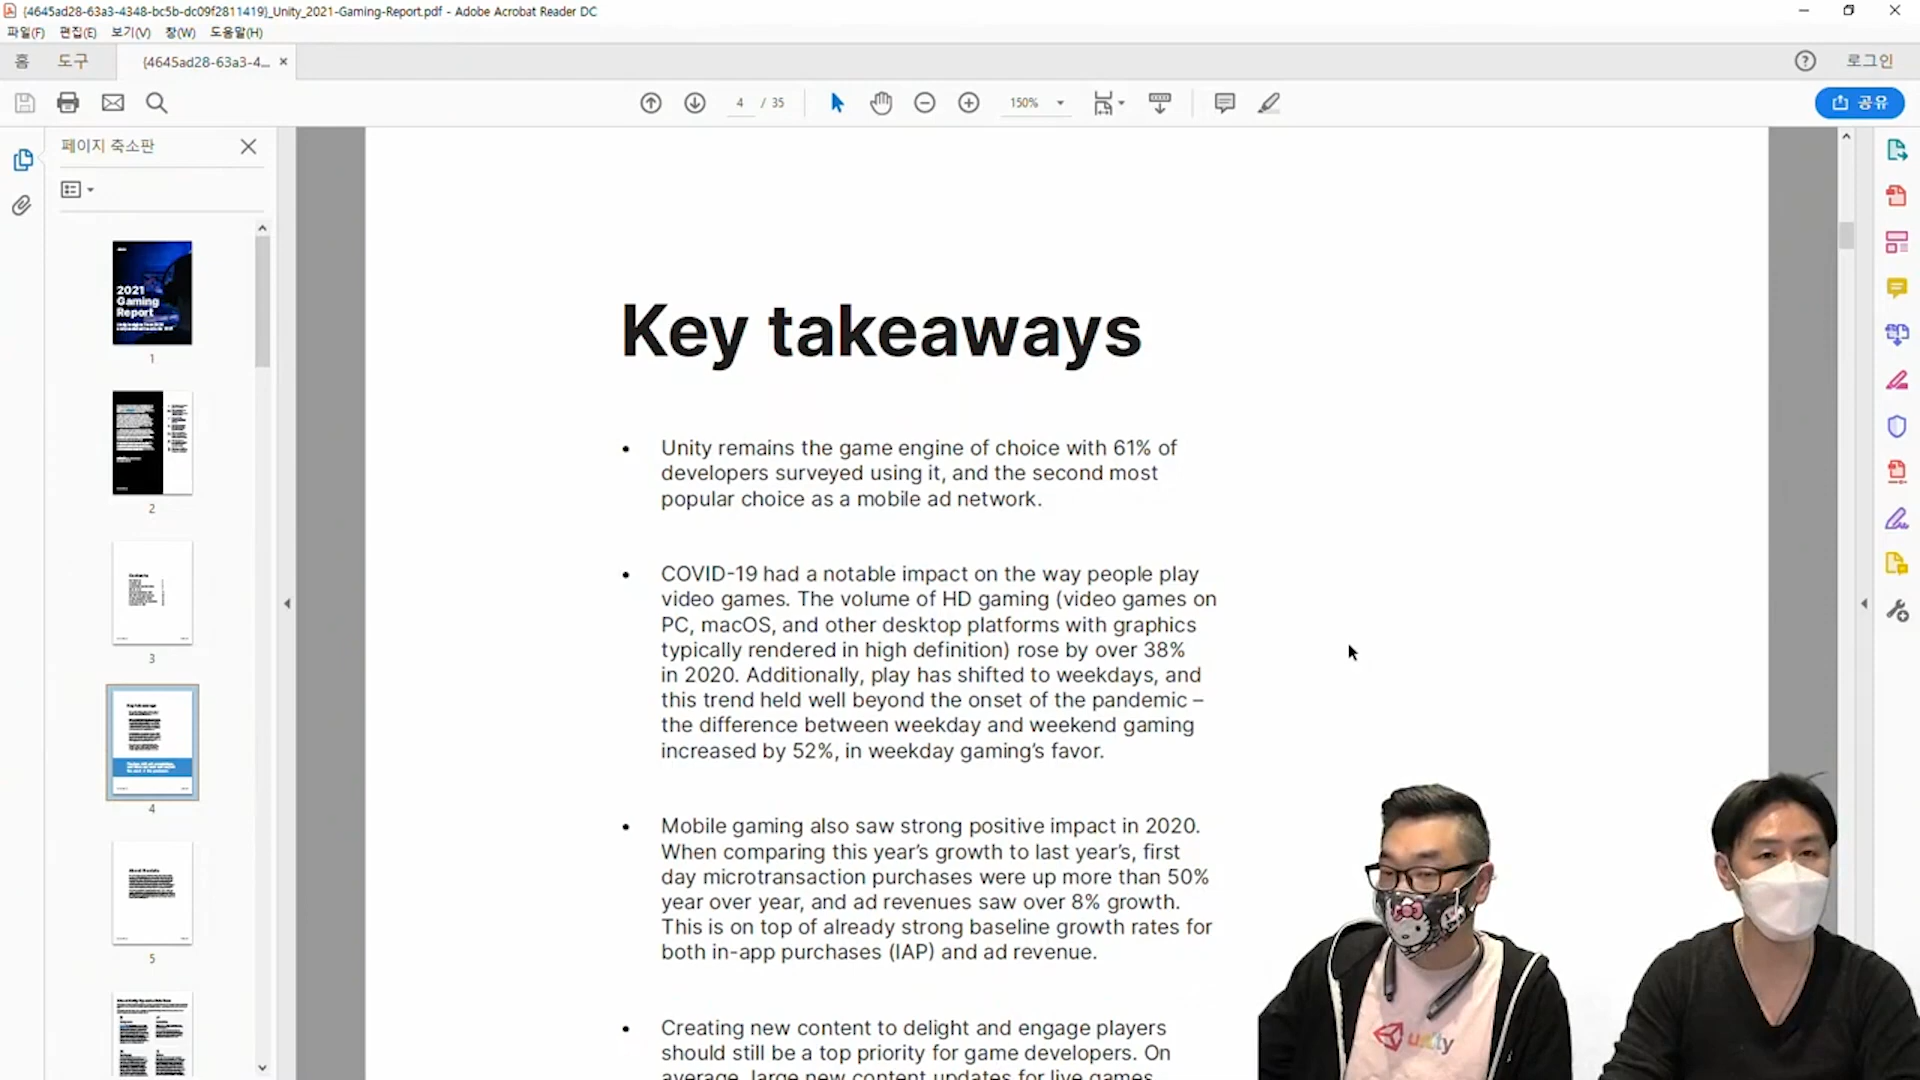 {4645ad28-63a3-4348-bc5b-dc09f2811419}_Unity_2021-Gaming-Report.pdf - Adobe Acrobat Reader DC
파일(F) 편집(E) 보기(V) 창(W) 도움말(H)
홈 도구 {4645ad28-63a3-4... ×
로그인
4 / 35
150%
공유
페이지 축소판
2021
Gaming
Report
1
2
3
4
5
Key takeaways
• Unity remains the game engine of choice with 61% of
developers surveyed using it, and the second most
popular choice as a mobile ad network.
• COVID-19 had a notable impact on the way people play
video games. The volume of HD gaming (video games on
PC, macOS, and other desktop platforms with graphics
typically rendered in high definition) rose by over 38%
in 2020. Additionally, play has shifted to weekdays, and
this trend held well beyond the onset of the pandemic –
the difference between weekday and weekend gaming
increased by 52%, in weekday gaming’s favor.
• Mobile gaming also saw strong positive impact in 2020.
When comparing this year’s growth to last year’s, first
day microtransaction purchases were up more than 50%
year over year, and ad revenues saw over 8% growth.
This is on top of already strong baseline growth rates for
both in-app purchases (IAP) and ad revenue.
• Creating new content to delight and engage players
should still be a top priority for game developers. On
average, large new content updates for live games
unity